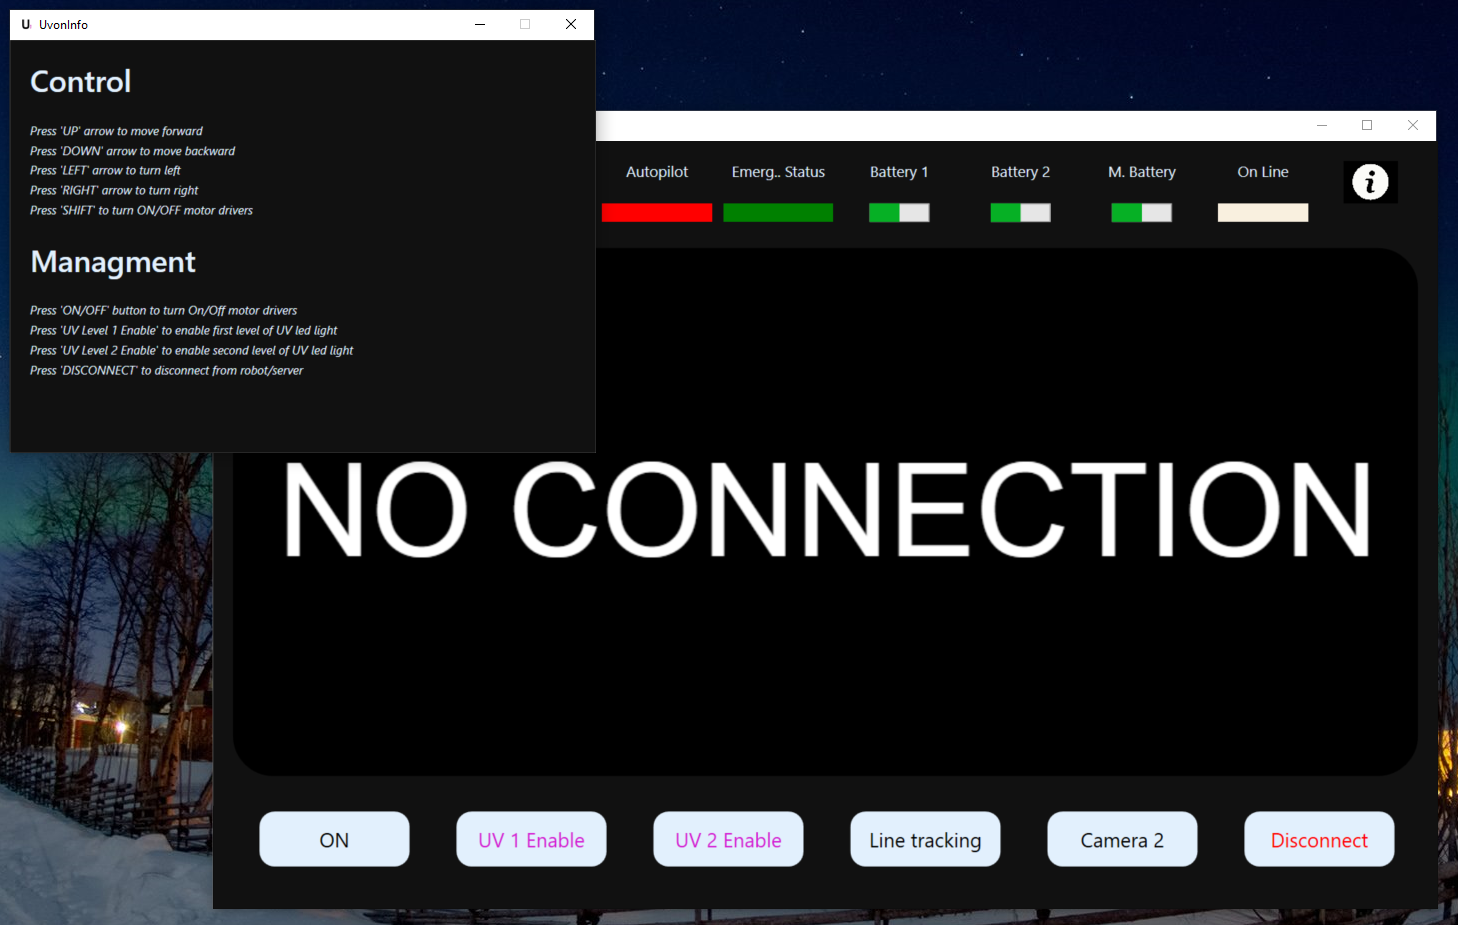 UvonInfo
Control
Press 'UP' arrow to move forward
Press 'DOWN' arrow to move backward
Press 'LEFT' arrow to turn left
Press 'RIGHT' arrow to turn right
Press 'SHIFT' to turn ON/OFF motor drivers
Managment
Press 'ON/OFF' button to turn On/Off motor drivers
Press 'UV Level 1 Enable' to enable first level of UV led light
Press 'UV Level 2 Enable' to enable second level of UV led light
Press 'DISCONNECT' to disconnect from robot/server
Autopilot Emerg.. Status Battery 1 Battery 2 M. Battery On Line
NO CONNECTION
ON UV 1 Enable UV 2 Enable Line tracking Camera 2 Disconnect